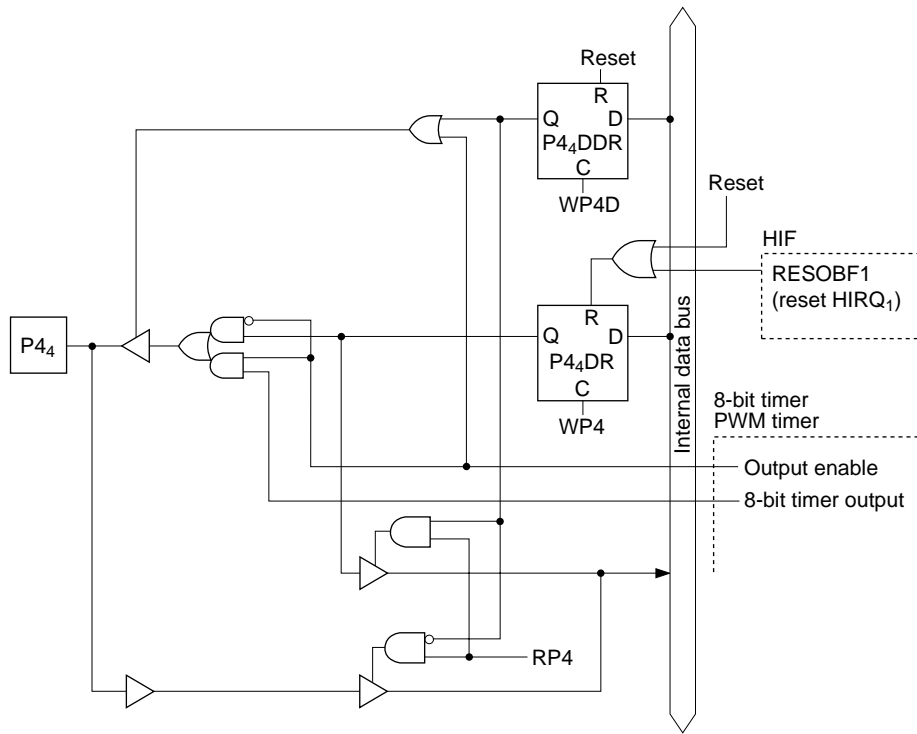 Reset
R
Q D
P4₄DDR
C
WP4D
Reset
HIF
RESOBF1
(reset HIRQ₁)
R
Q D
P4₄DR
C
WP4
P4₄
Internal data bus
8-bit timer
PWM timer
Output enable
8-bit timer output
RP4